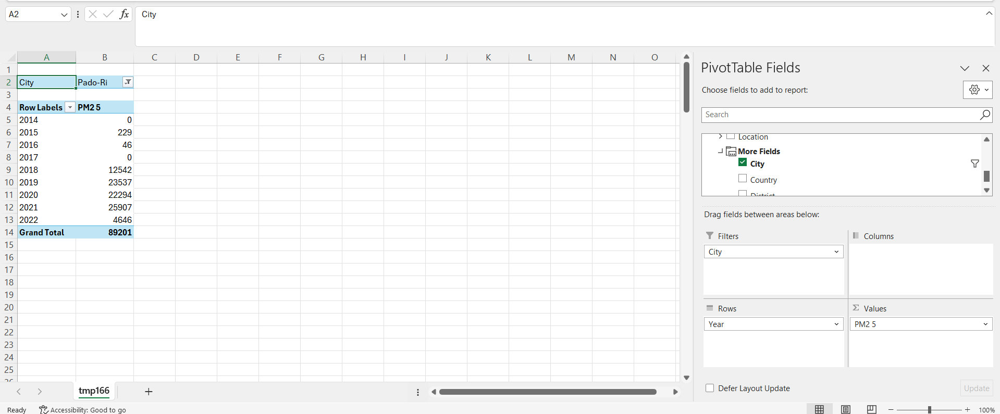 A2
fx
City
A B C D E F G H I J K L M N O
1
2 City Pado-Ri
3
4 Row Labels PM2 5
5 2014 0
6 2015 229
7 2016 46
8 2017 0
9 2018 12542
10 2019 23537
11 2020 22294
12 2021 25907
13 2022 4646
14 Grand Total 89201
15
16
17
18
19
20
21
22
23
24
25
26
tmp166
Ready
Accessibility: Good to go
100%
PivotTable Fields
Choose fields to add to report:
Search
Location
More Fields
City
Country
District
Drag fields between areas below:
Filters
City
Columns
Rows
Year
Σ Values
PM2 5
Defer Layout Update
Update